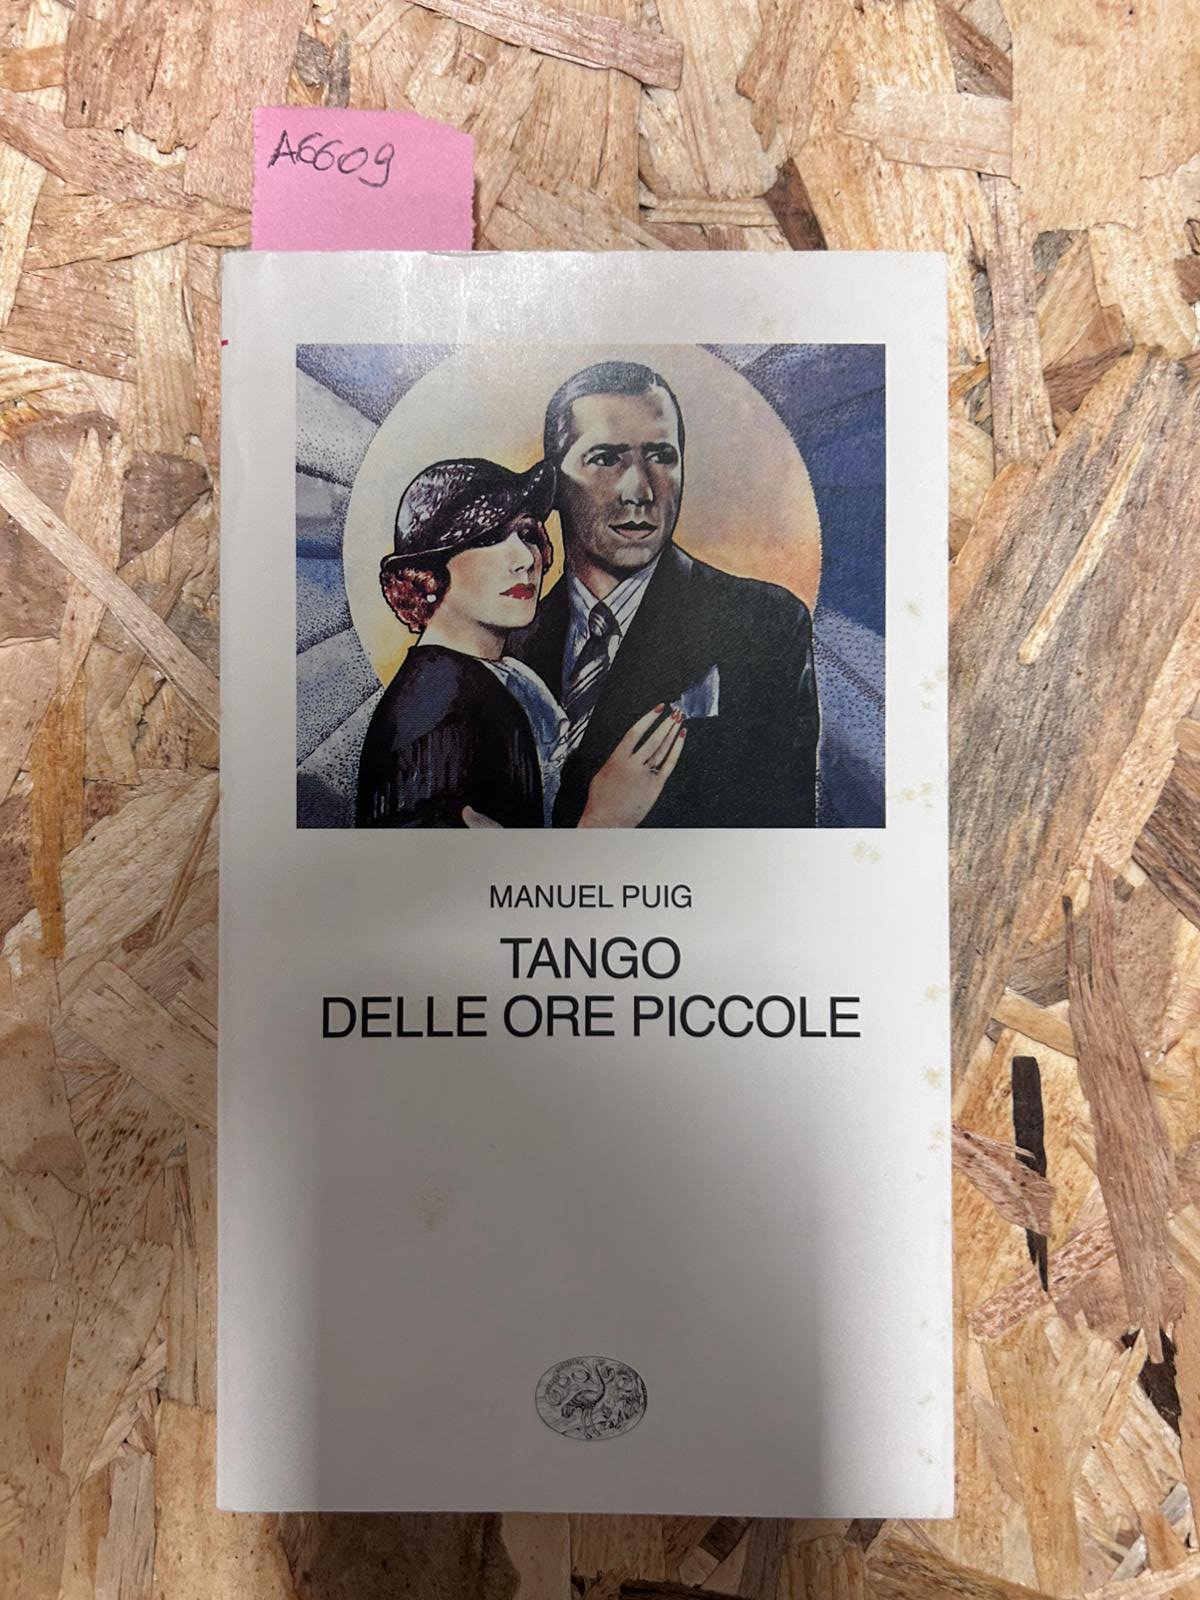 A6609
MANUEL PUIG
TANGO
DELLE ORE PICCOLE